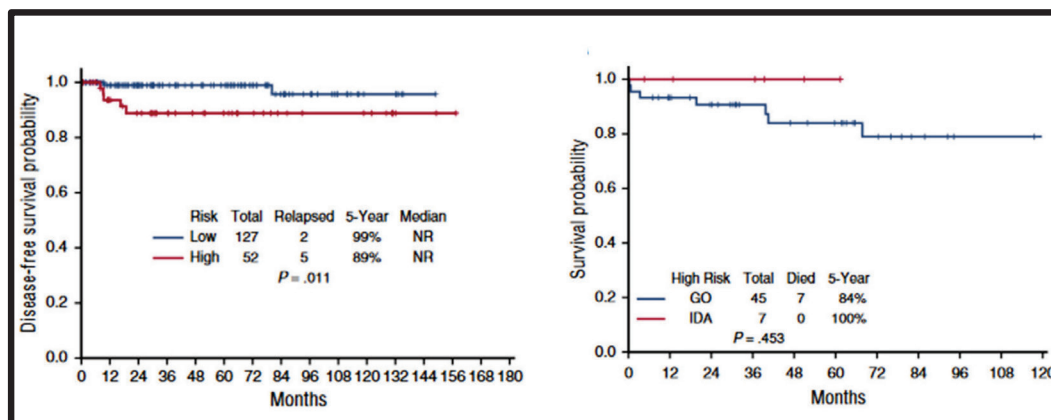 Disease-free survival probability
1.0
0.8
0.6
0.4
0.2
0.0
Risk Total Relapsed 5-Year Median
Low 127 2 99% NR
High 52 5 89% NR
P = .011
0 12 24 36 48 60 72 84 96 108 120 132 144 156 168 180
Months
Survival probability
1.0
0.8
0.6
0.4
0.2
0.0
High Risk Total Died 5-Year
GO 45 7 84%
IDA 7 0 100%
P = .453
0 12 24 36 48 60 72 84 96 108 120
Months